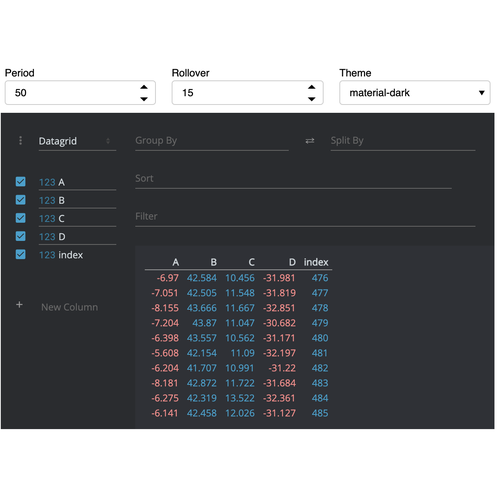 Period Rollover Theme
50 15 material-dark
Datagrid Group By Split By
123 A Sort
123 B
123 C Filter
123 D
123 index
A B C D index
-6.97 42.584 10.456 -31.981 476
-7.051 42.505 11.548 -31.819 477
+ New Column
-8.155 43.666 11.667 -32.851 478
-7.204 43.87 11.047 -30.682 479
-6.398 43.557 10.562 -31.171 480
-5.608 42.154 11.09 -32.197 481
-6.204 41.707 10.991 -31.22 482
-8.181 42.872 11.722 -31.684 483
-6.275 42.319 13.522 -32.361 484
-6.141 42.458 12.026 -31.127 485